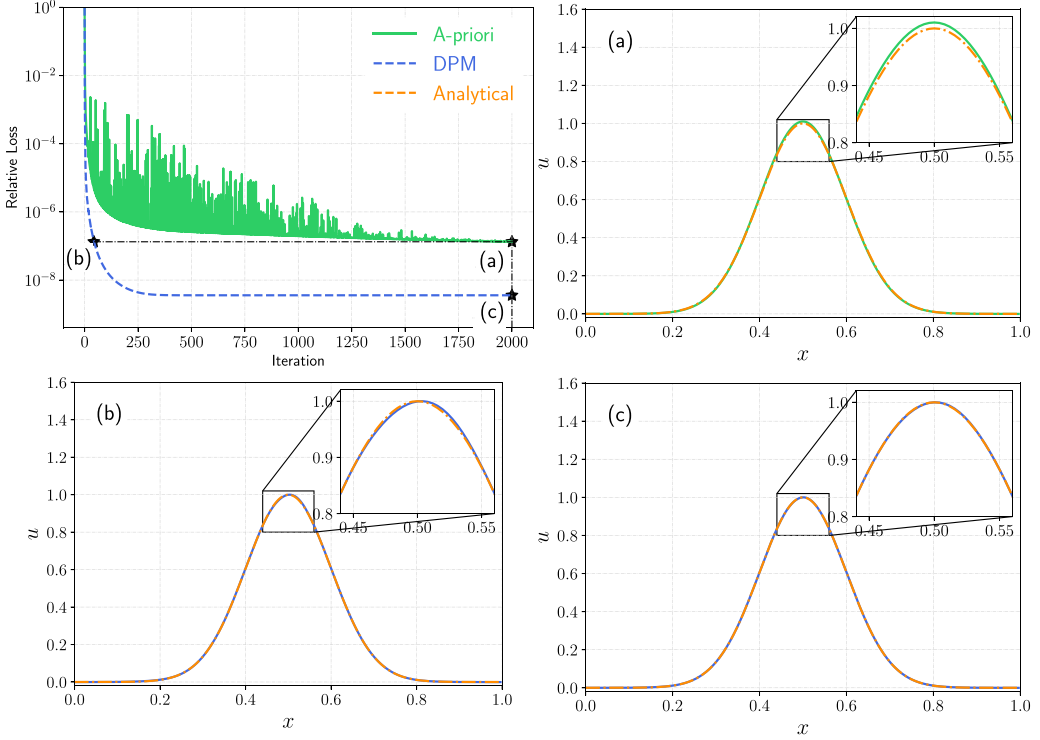 10⁰
10⁻²
10⁻⁴
10⁻⁶
10⁻⁸
Relative Loss
A-priori
DPM
Analytical
(b)
(a)
(c)
0 250 500 750 1000 1250 1500 1750 2000
Iteration
(a)
1.6
1.4
1.2
1.0
0.8
0.6
0.4
0.2
0.0
u
1.0
0.9
0.8
0.45 0.50 0.55
0.0 0.2 0.4 0.6 0.8 1.0
x
(b)
1.6
1.4
1.2
1.0
0.8
0.6
0.4
0.2
0.0
u
1.0
0.9
0.8
0.45 0.50 0.55
0.0 0.2 0.4 0.6 0.8 1.0
x
(c)
1.6
1.4
1.2
1.0
0.8
0.6
0.4
0.2
0.0
u
1.0
0.9
0.8
0.45 0.50 0.55
0.0 0.2 0.4 0.6 0.8 1.0
x